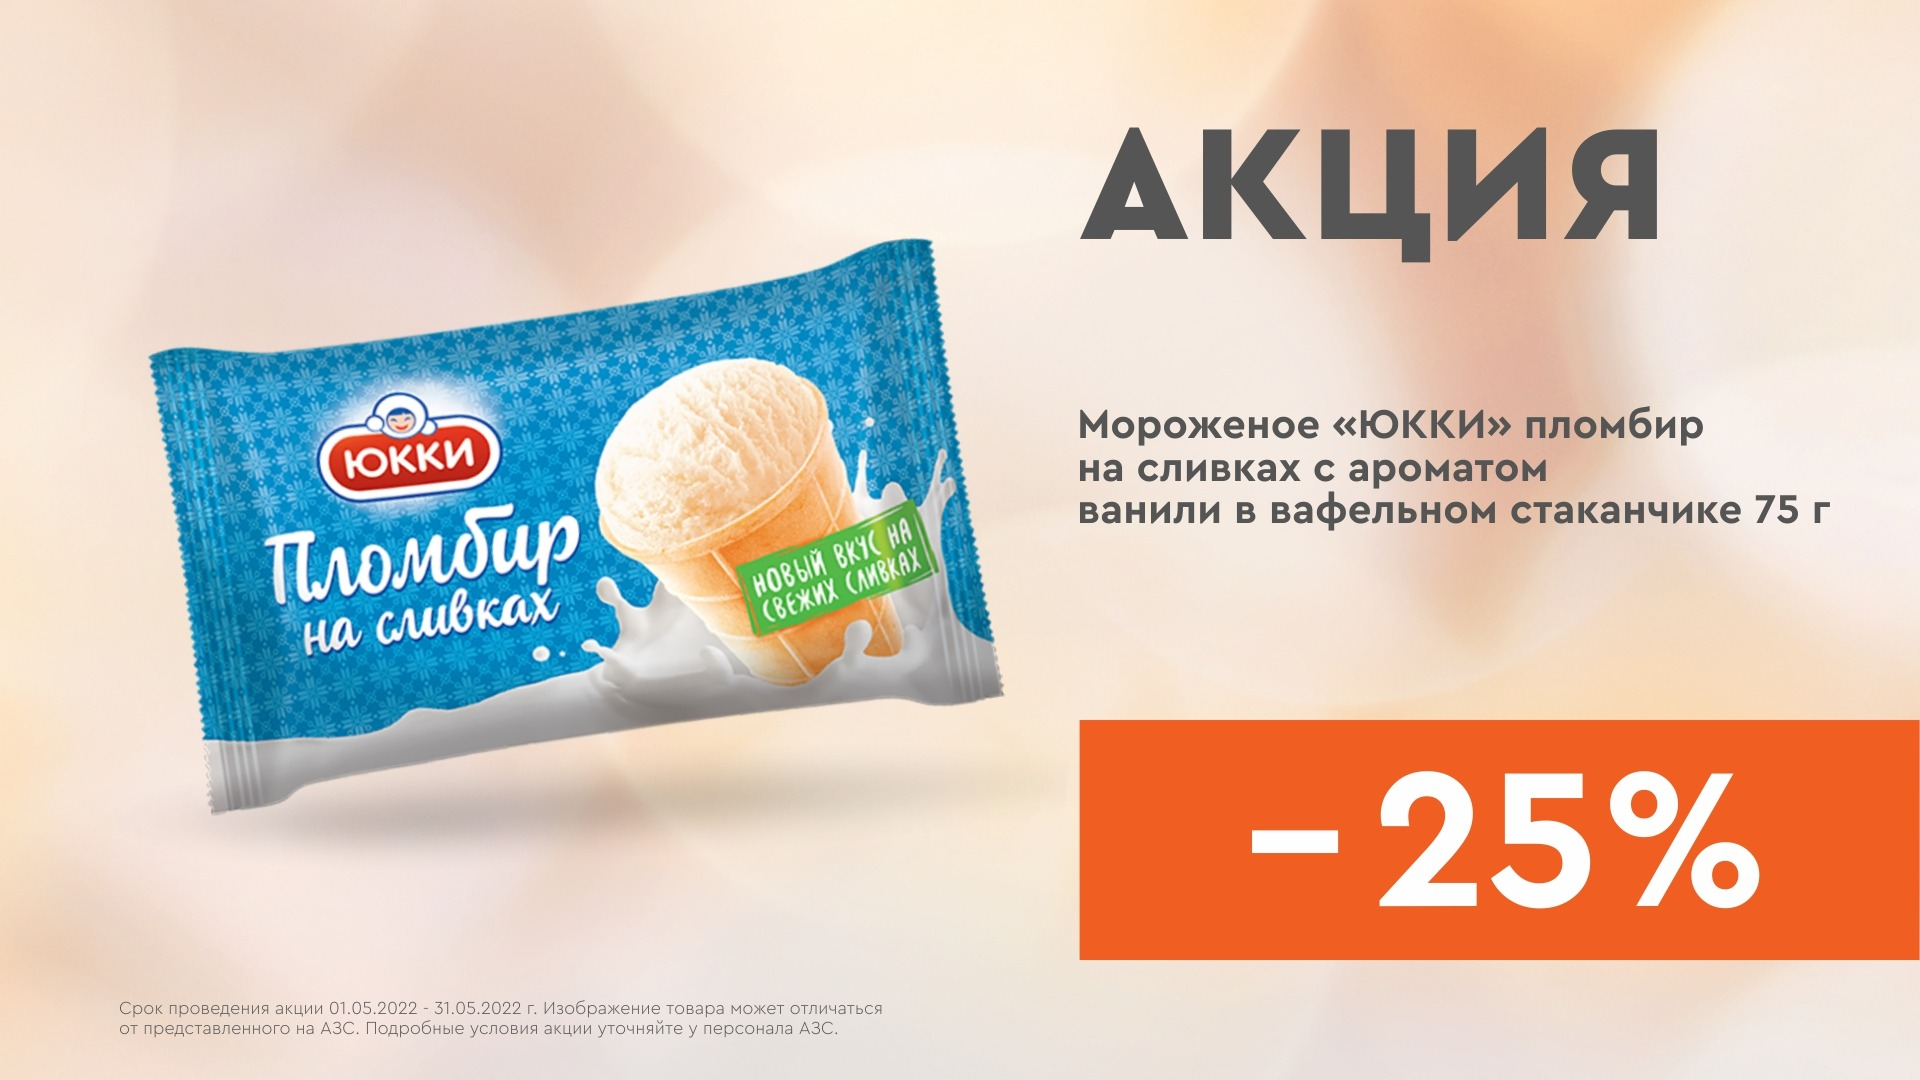 АКЦИЯ
ЮККИ
Пломбир
на сливках
НОВЫЙ ВКУС НА
СВЕЖИХ СЛИВКАХ
Мороженое «ЮККИ» пломбир
на сливках с ароматом
ванили в вафельном стаканчике 75 г
–25%
Срок проведения акции 01.05.2022 - 31.05.2022 г. Изображение товара может отличаться
от представленного на АЗС. Подробные условия акции уточняйте у персонала АЗС.